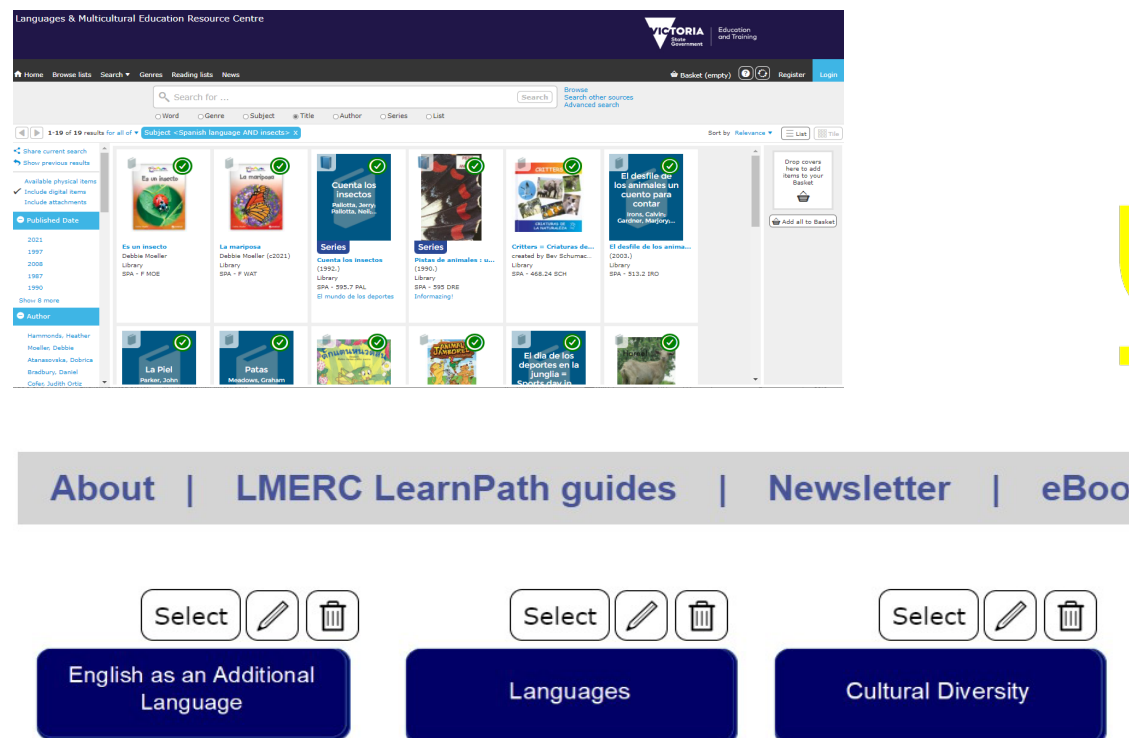 Languages & Multicultural Education Resource Centre
VICTORIA
State
Government
Education
and Training
Home Browse lists Search Genres Reading lists News
Basket (empty) Register Login
Search for ...
Search
Browse
Search other sources
Advanced search
Word Genre Subject Title Author Series List
1-19 of 19 results for all of Subject <Spanish language AND insects> X
Sort by Relevance List Tile
Share current search
Show previous results
Available physical items
Include digital items
Include attachments
Published Date
2021
1997
2008
1987
1990
Show 8 more
Author
Hammonds, Heather
Moeller, Debbie
Atanasovska, Dobrica
Bradbury, Daniel
Cofer, Judith Ortiz
Es un insecto
Es un insecto
Debbie Moeller
Library
SPA - F MOE
La mariposa
La mariposa
Debbie Moeller (c2021)
Library
SPA - F WAT
Cuenta los
insectos
Pallotta, Jerry,
Pallotta, Neil,...
Series
Cuenta los insectos
(1992.)
Library
SPA - 595.7 PAL
El mundo de los deportes
Series
Pistas de animales : u...
(1990.)
Library
SPA - 595 DRE
Informazing!
CRITTERS
CRIATURAS DE
LA NATURALEZA
Critters = Criaturas de...
created by Bev Schumac...
Library
SPA - 468.24 SCH
El desfile de
los animales un
cuento para
contar
Irons, Calvin,
Gardner, Marjory,...
El desfile de los anima...
(2003.)
Library
SPA - 513.2 IRO
Drop covers
here to add
items to your
Basket
Add all to Basket
La Piel
Parker, John
Patas
Meadows, Graham
ANIMAL
JAMBOREE
El dia de los
deportes en la
junglia =
Sports day in
About | LMERC LearnPath guides | Newsletter | eBoo
Select
Select
Select
English as an Additional
Language
Languages
Cultural Diversity